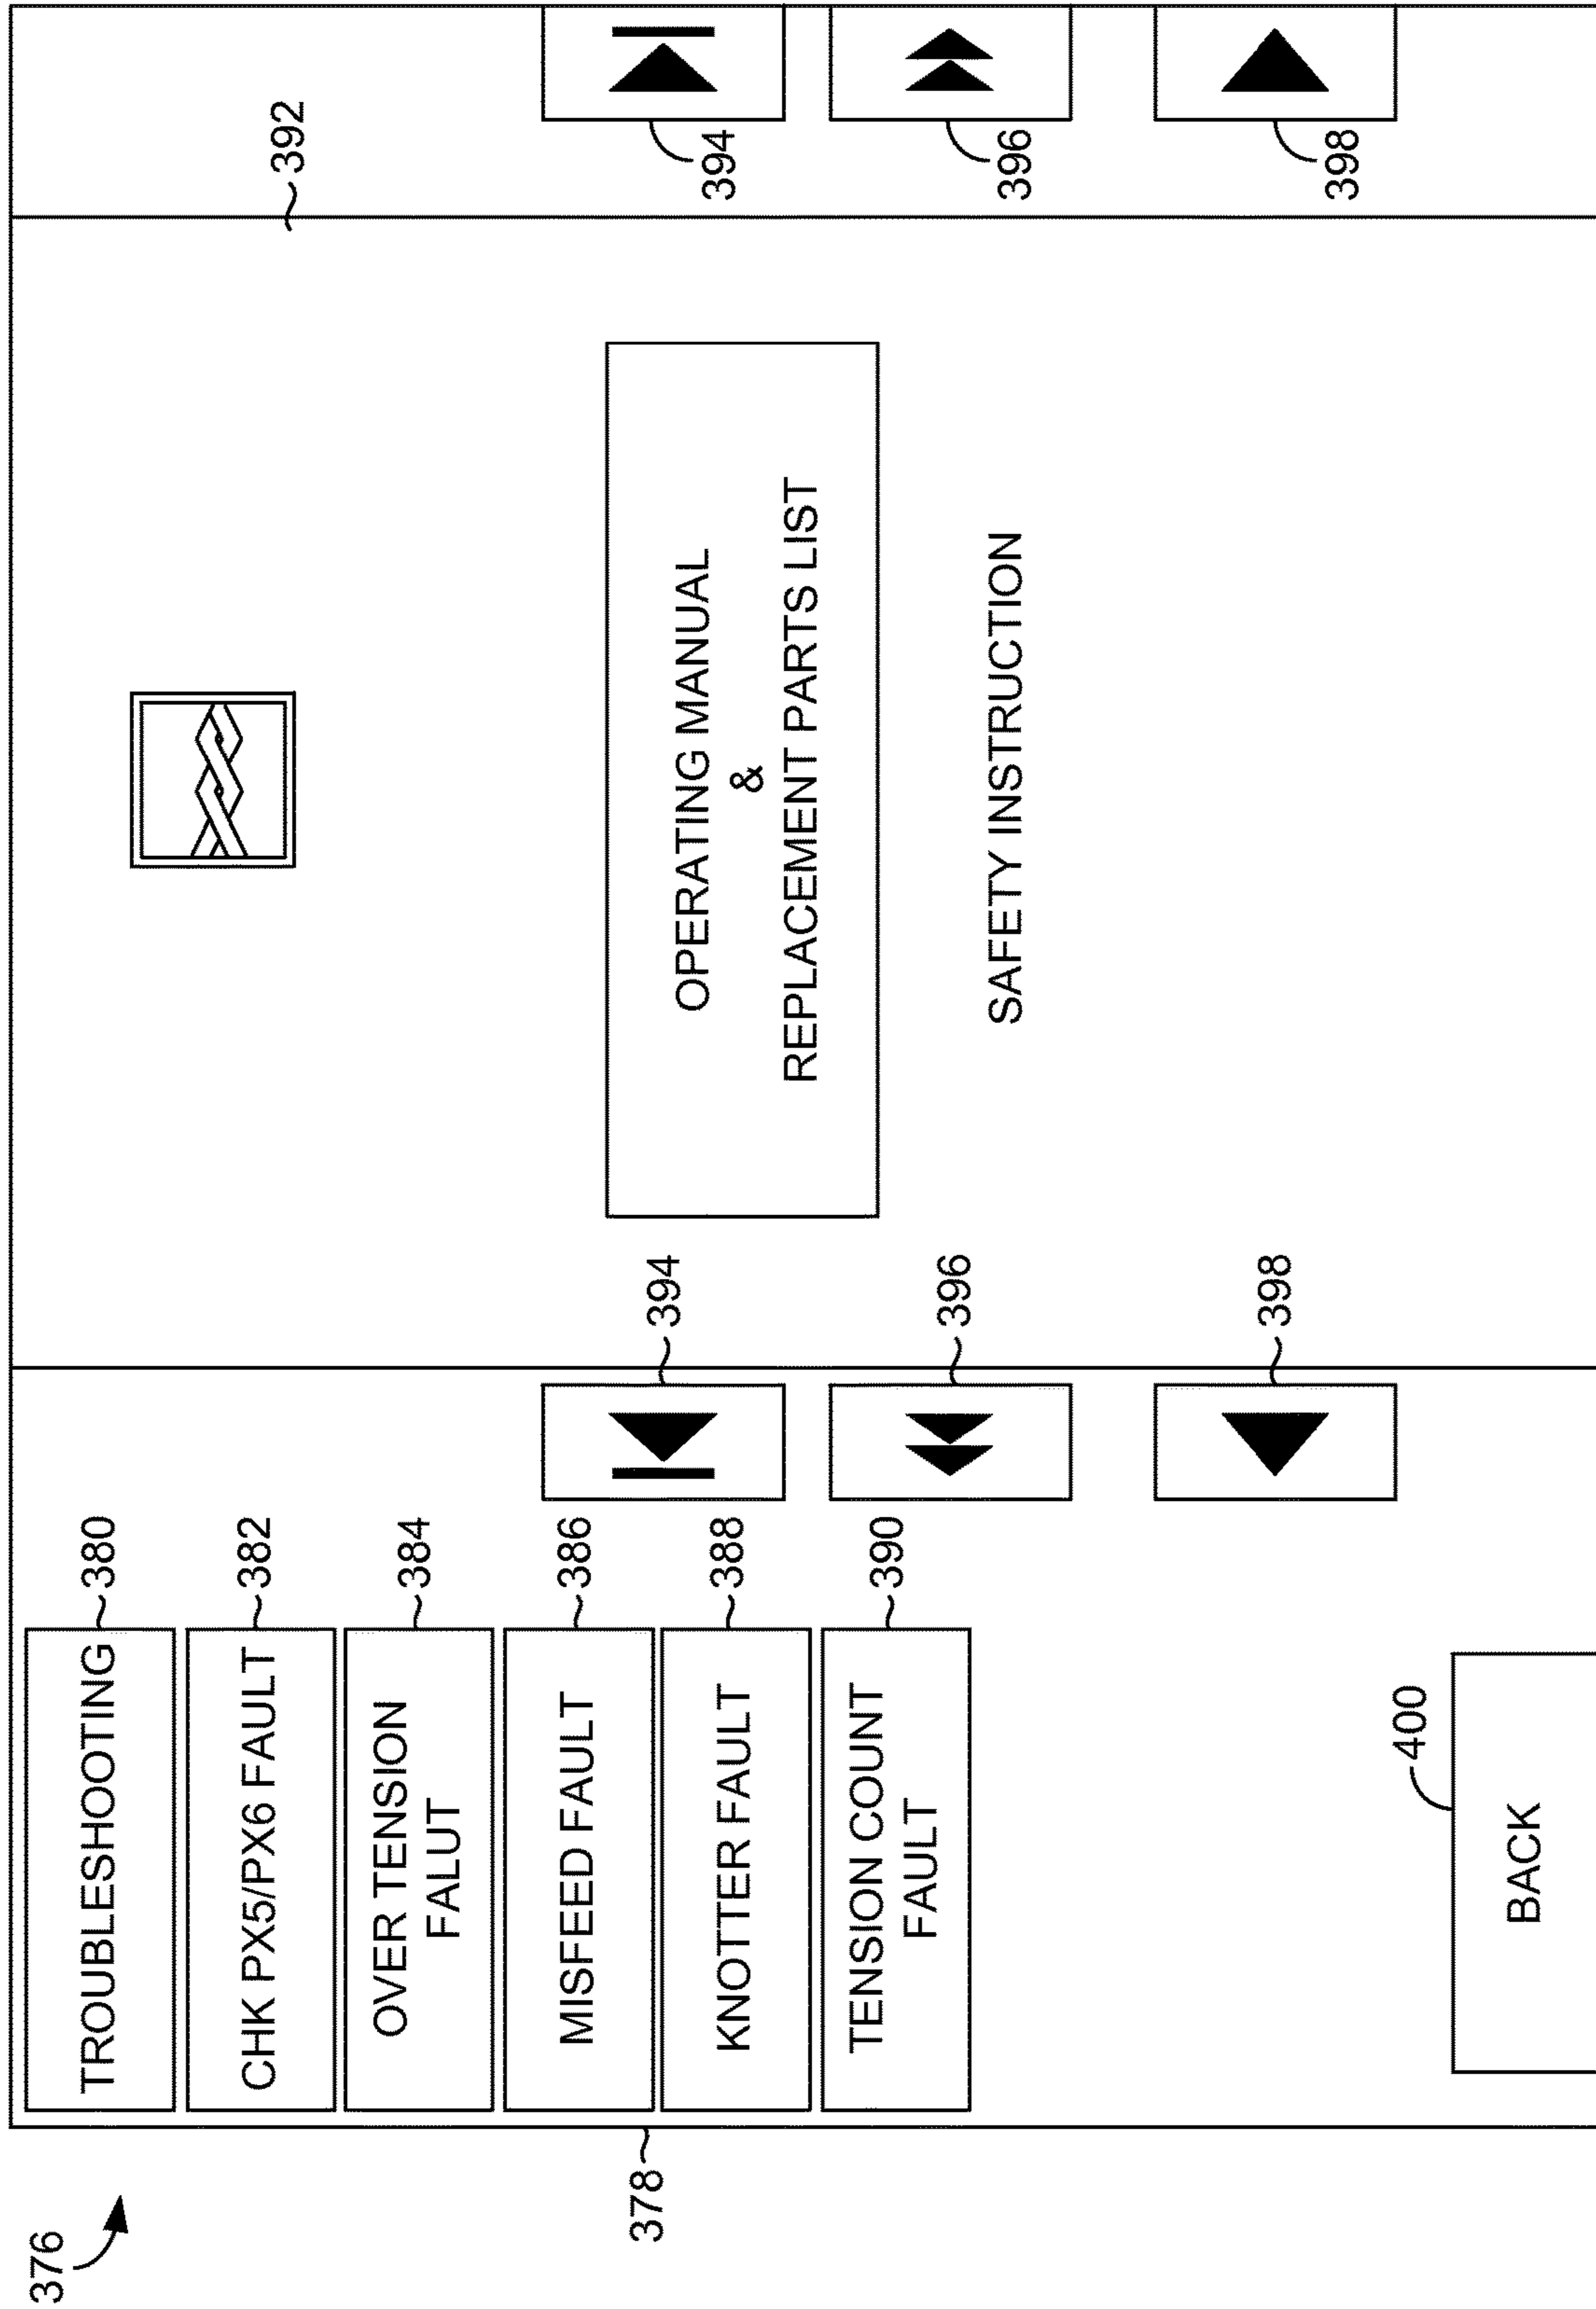 376
378
TROUBLESHOOTING
380
CHK PX5/PX6 FAULT
382
OVER TENSION
FALUT
384
MISFEED FAULT
386
KNOTTER FAULT
388
TENSION COUNT
FAULT
390
394
396
398
400
BACK
OPERATING MANUAL
&
REPLACEMENT PARTS LIST
SAFETY INSTRUCTION
392
394
396
398